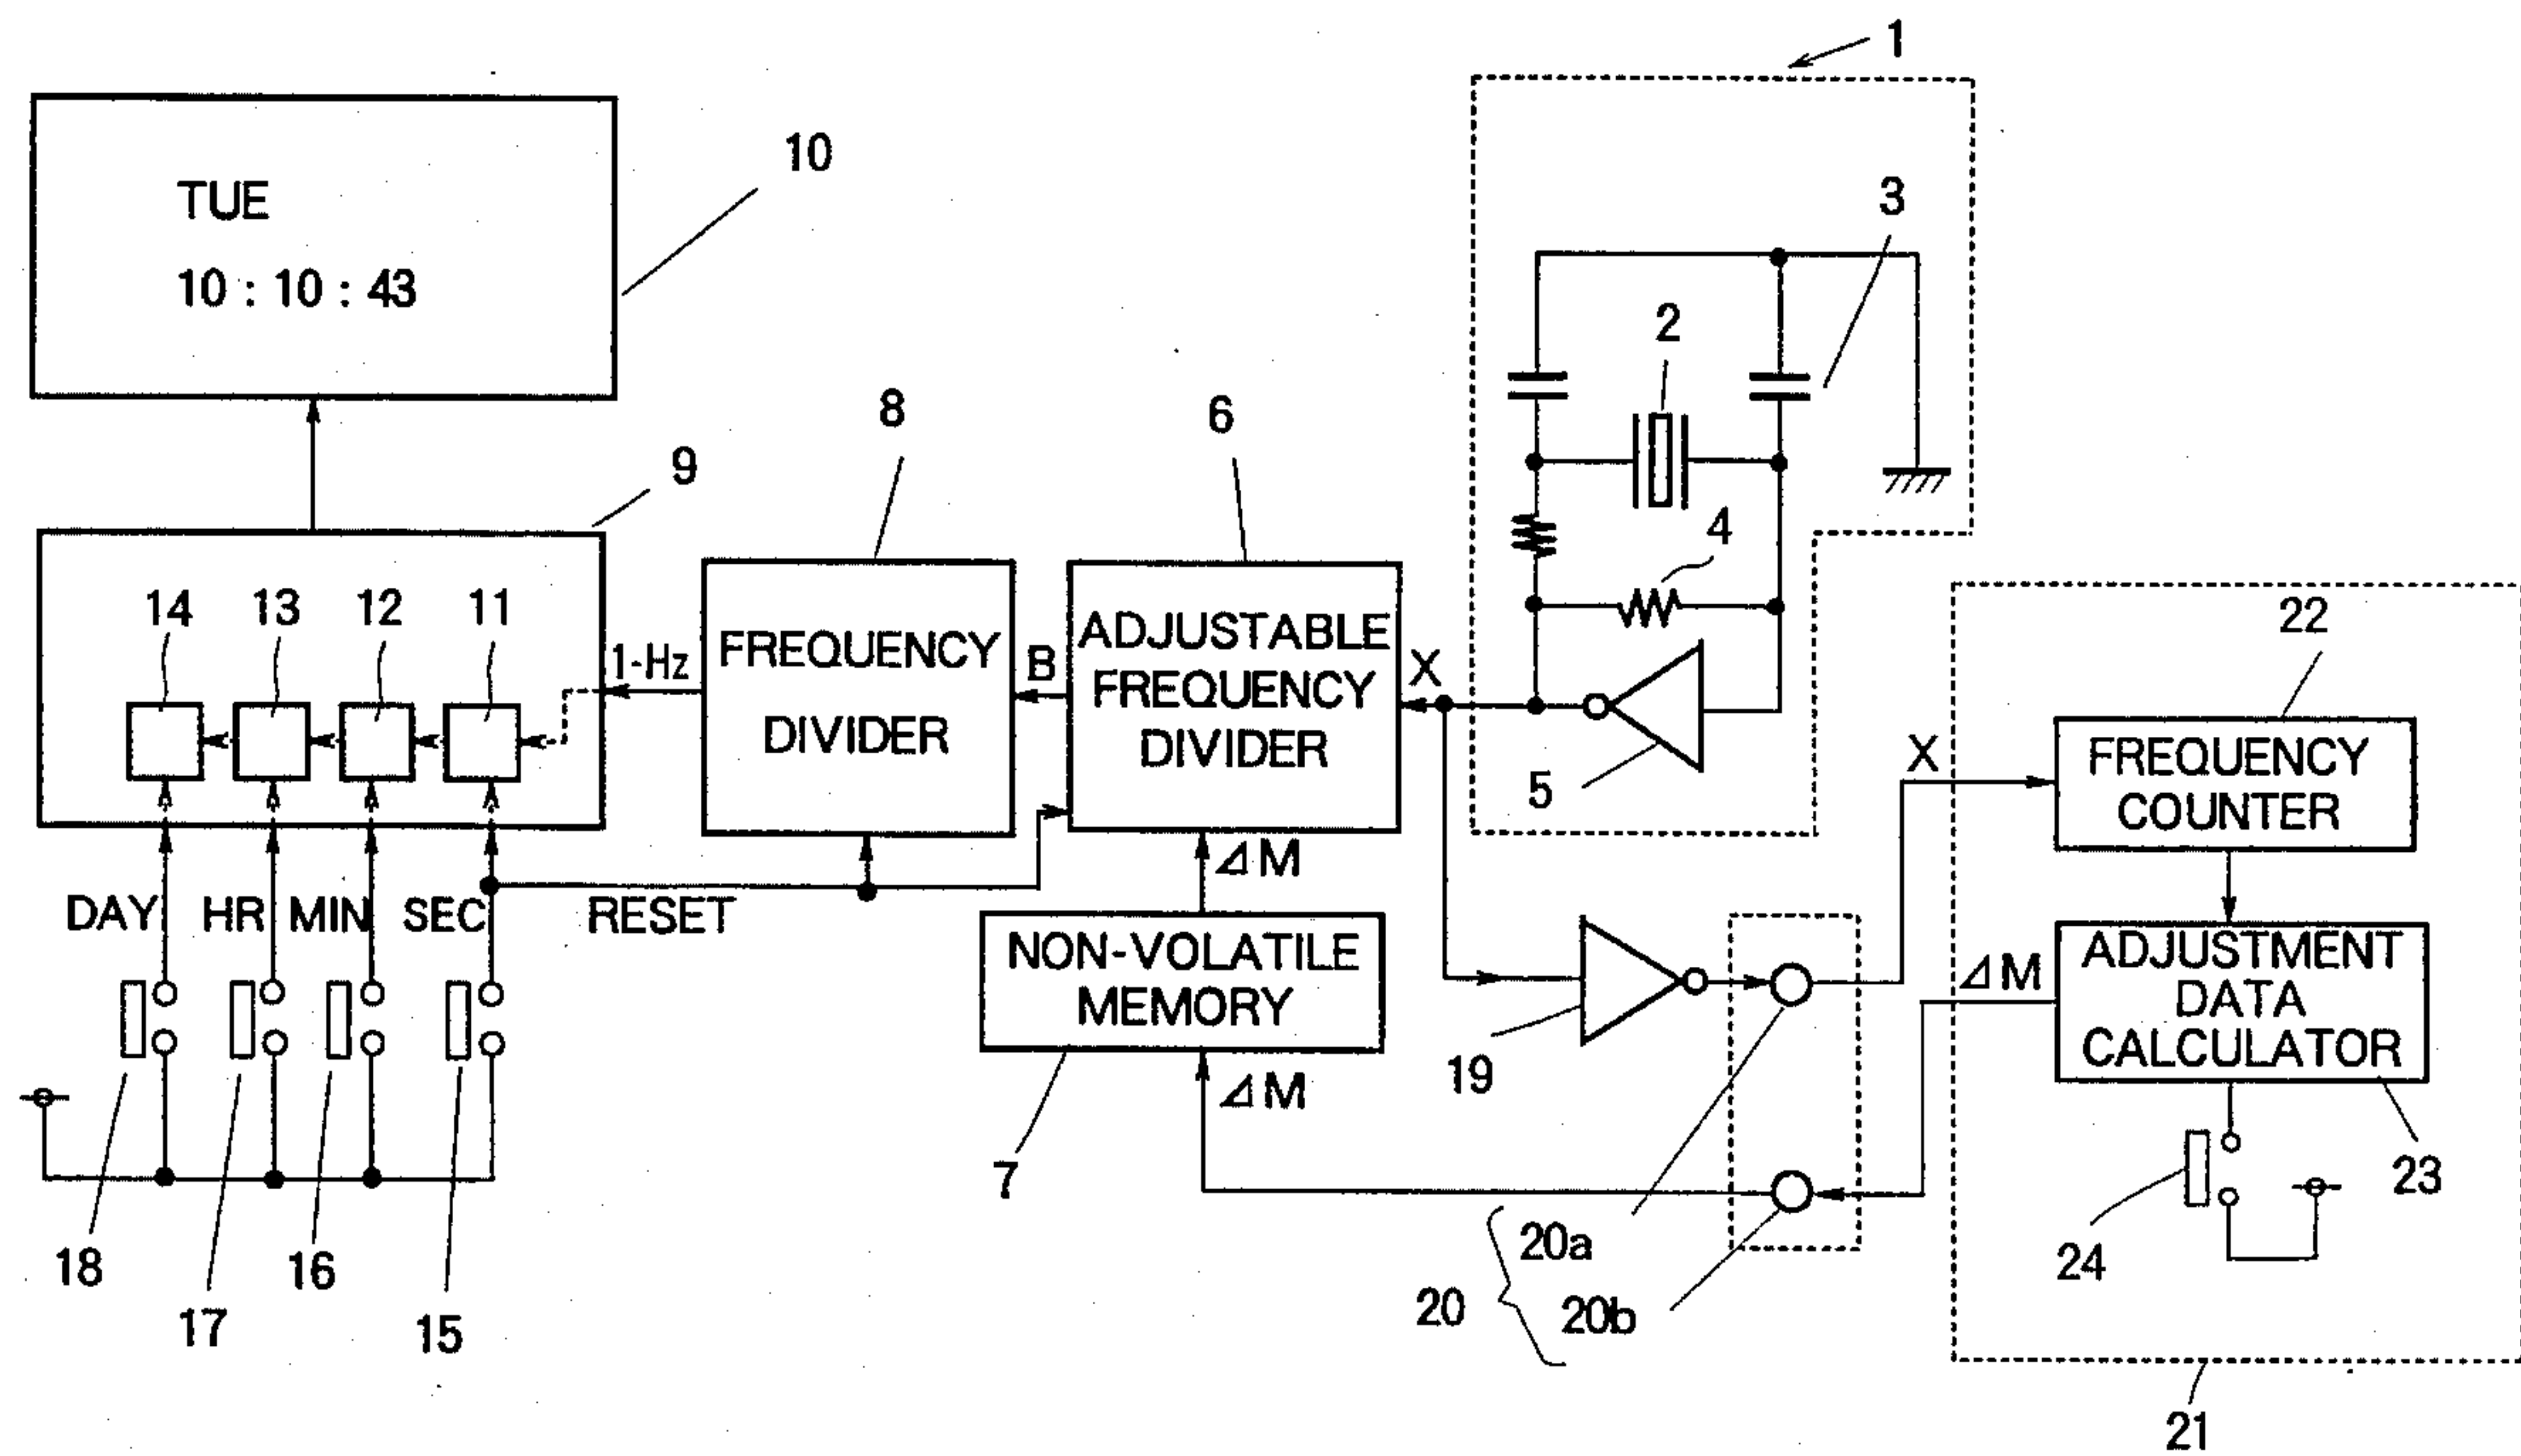 1
10
TUE
10 : 10 : 43
3
2
8
6
9
4
14
13
12
11
1-Hz
FREQUENCY
DIVIDER
B
ADJUSTABLE
FREQUENCY
DIVIDER
X
5
22
X
FREQUENCY
COUNTER
⊿M
DAY
HR
MIN
SEC
RESET
NON-VOLATILE
MEMORY
⊿M
ADJUSTMENT
DATA
CALCULATOR
19
⊿M
7
23
24
18
17
16
15
20
20a
20b
21